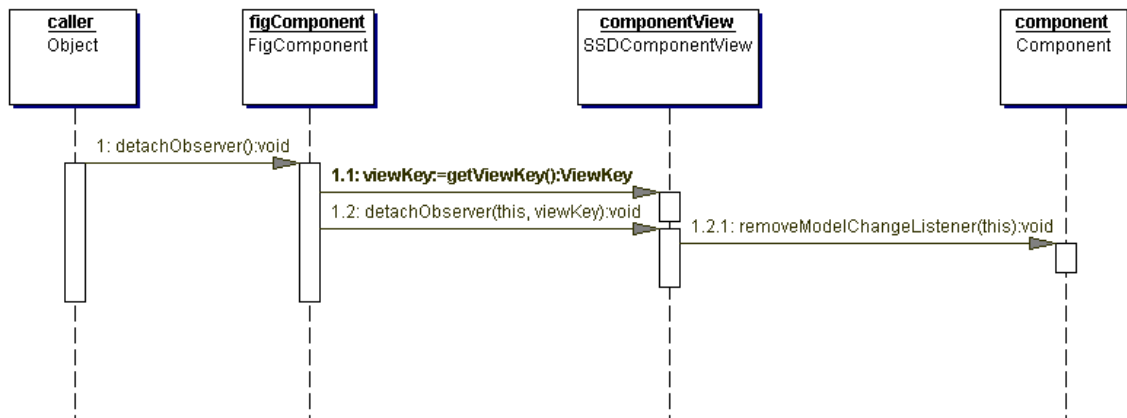 caller
Object
figComponent
FigComponent
componentView
SSDComponentView
component
Component
1: detachObserver():void
1.1: viewKey:=getViewKey():ViewKey
1.2: detachObserver(this, viewKey):void
1.2.1: removeModelChangeListener(this):void